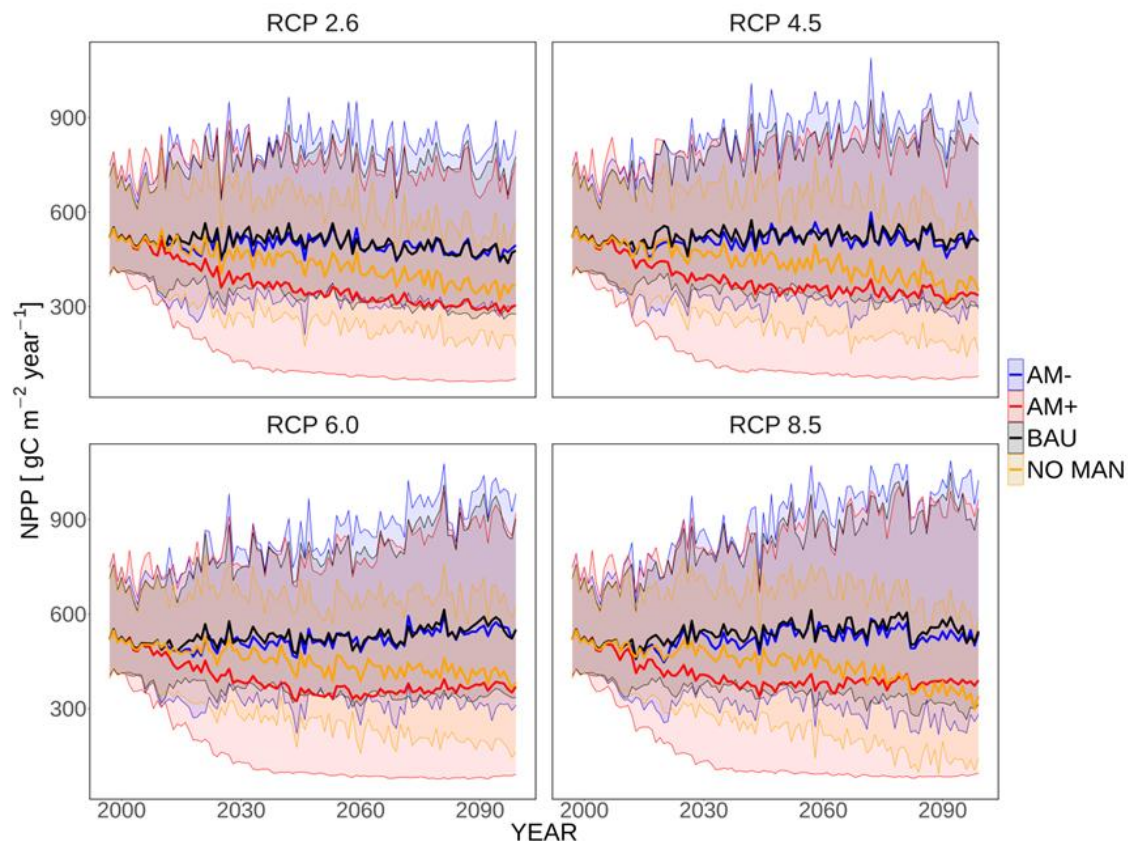 RCP 2.6
RCP 4.5
900
600
300
NPP [ gC m⁻² year⁻¹]
RCP 6.0
RCP 8.5
900
600
300
2000 2030 2060 2090
2000 2030 2060 2090
YEAR
AM-
AM+
BAU
NO MAN